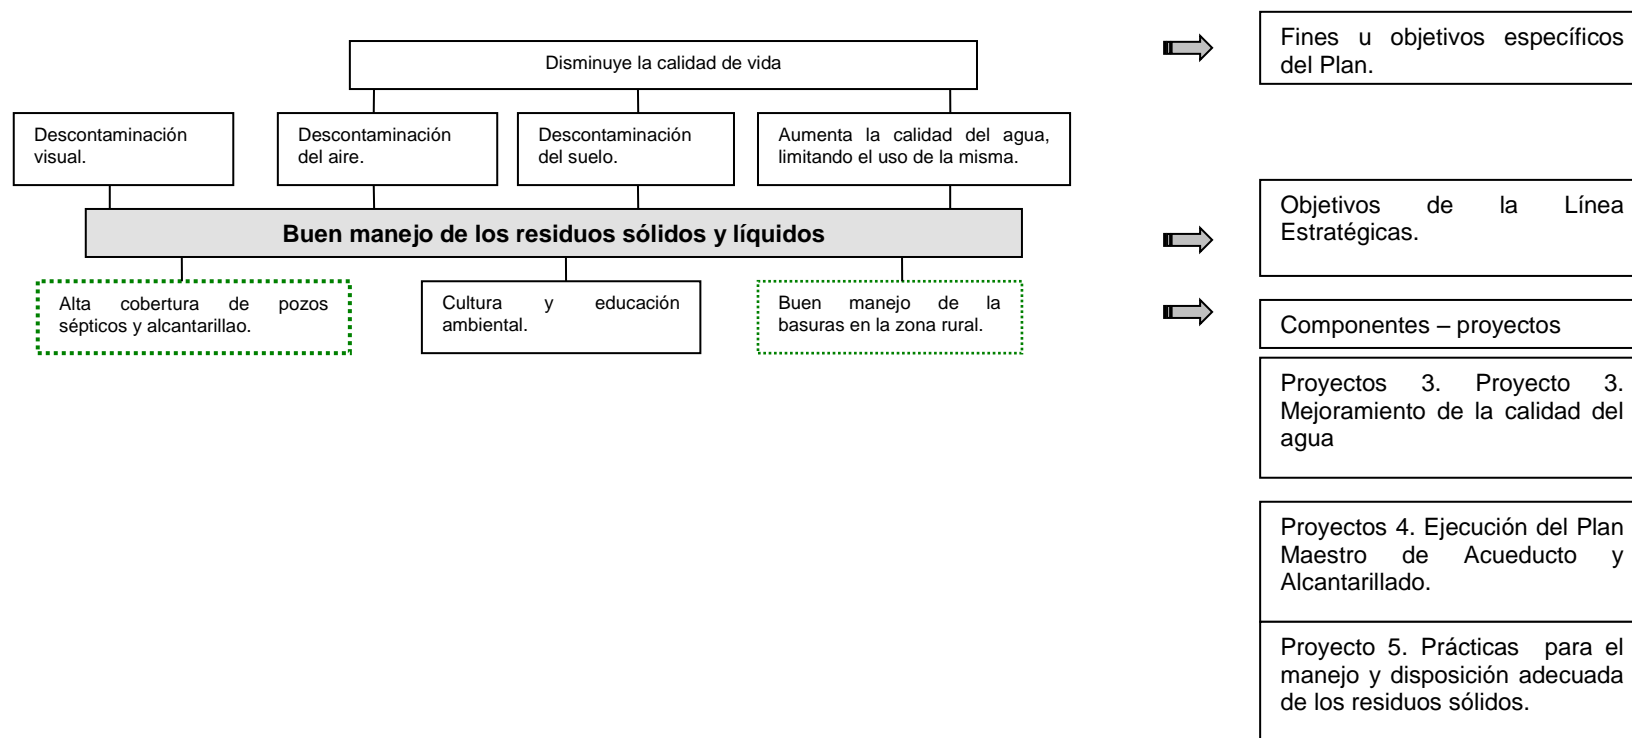 Disminuye la calidad de vida
Fines u objetivos específicos
del Plan.
Descontaminación
visual.
Descontaminación
del aire.
Descontaminación
del suelo.
Aumenta la calidad del agua,
limitando el uso de la misma.
Buen manejo de los residuos sólidos y líquidos
Objetivos de la Línea
Estratégicas.
Alta cobertura de pozos
sépticos y alcantarillao.
Cultura y educación
ambiental.
Buen manejo de la
basuras en la zona rural.
Componentes – proyectos
Proyectos 3. Proyecto 3.
Mejoramiento de la calidad del
agua
Proyectos 4. Ejecución del Plan
Maestro de Acueducto y
Alcantarillado.
Proyecto 5. Prácticas para el
manejo y disposición adecuada
de los residuos sólidos.